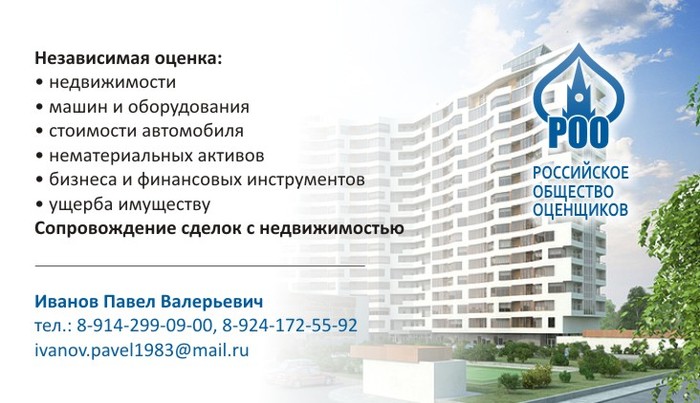 Независимая оценка:
• недвижимости
• машин и оборудования
• стоимости автомобиля
• нематериальных активов
• бизнеса и финансовых инструментов
• ущерба имуществу
Сопровождение сделок с недвижимостью
Иванов Павел Валерьевич
тел.: 8-914-299-09-00, 8-924-172-55-92
ivanov.pavel1983@mail.ru
РОО
РОССИЙСКОЕ
ОБЩЕСТВО
ОЦЕНЩИКОВ